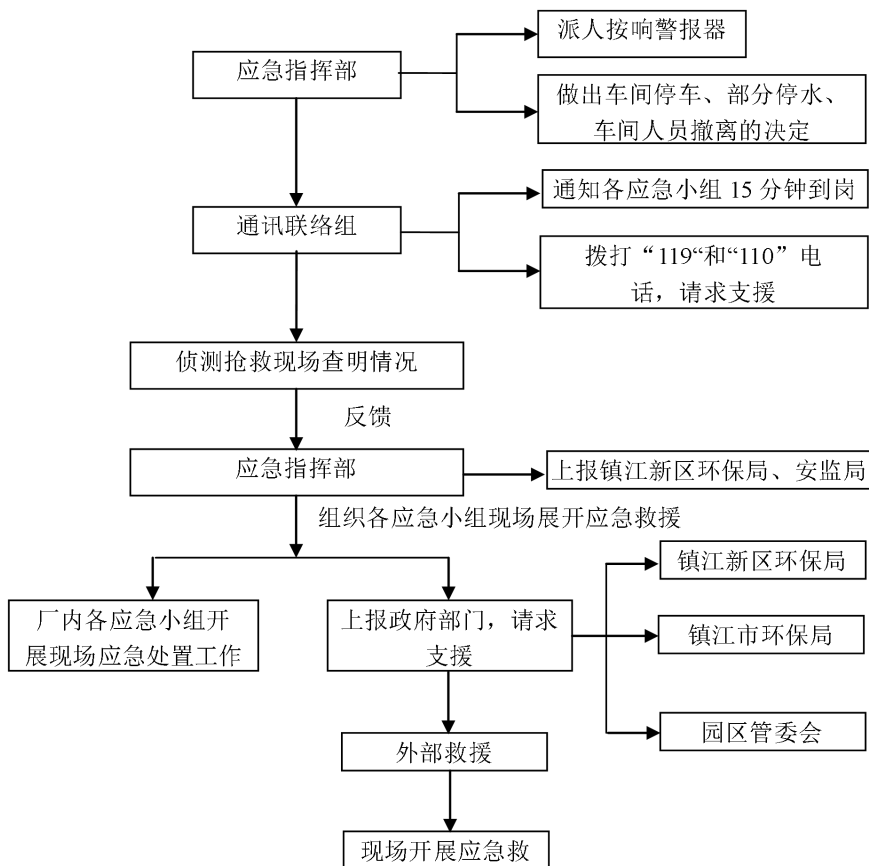 派人按响警报器
应急指挥部
做出车间停车、部分停水、
车间人员撤离的决定
通知各应急小组 15 分钟到岗
通讯联络组
拨打“119“和“110”电
话，请求支援
侦测抢救现场查明情况
反馈
应急指挥部
上报镇江新区环保局、安监局
组织各应急小组现场展开应急救援
镇江新区环保局
厂内各应急小组开
展现场应急处置工作
上报政府部门，请求
支援
镇江市环保局
园区管委会
外部救援
现场开展应急救